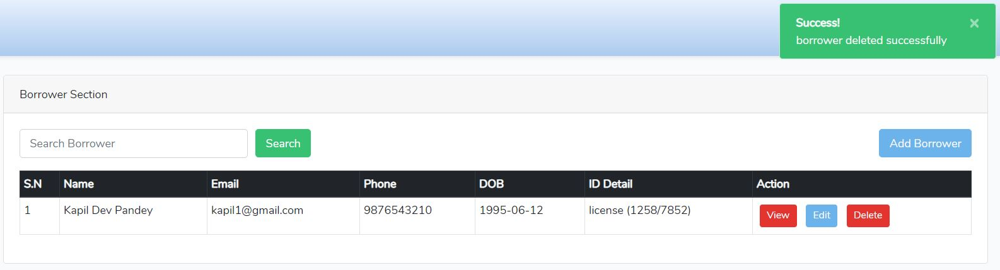 Success!
borrower deleted successfully
Borrower Section
Search Borrower Search Add Borrower
S.N Name Email Phone DOB ID Detail Action
1 Kapil Dev Pandey kapil1@gmail.com 9876543210 1995-06-12 license (1258/7852) View Edit Delete